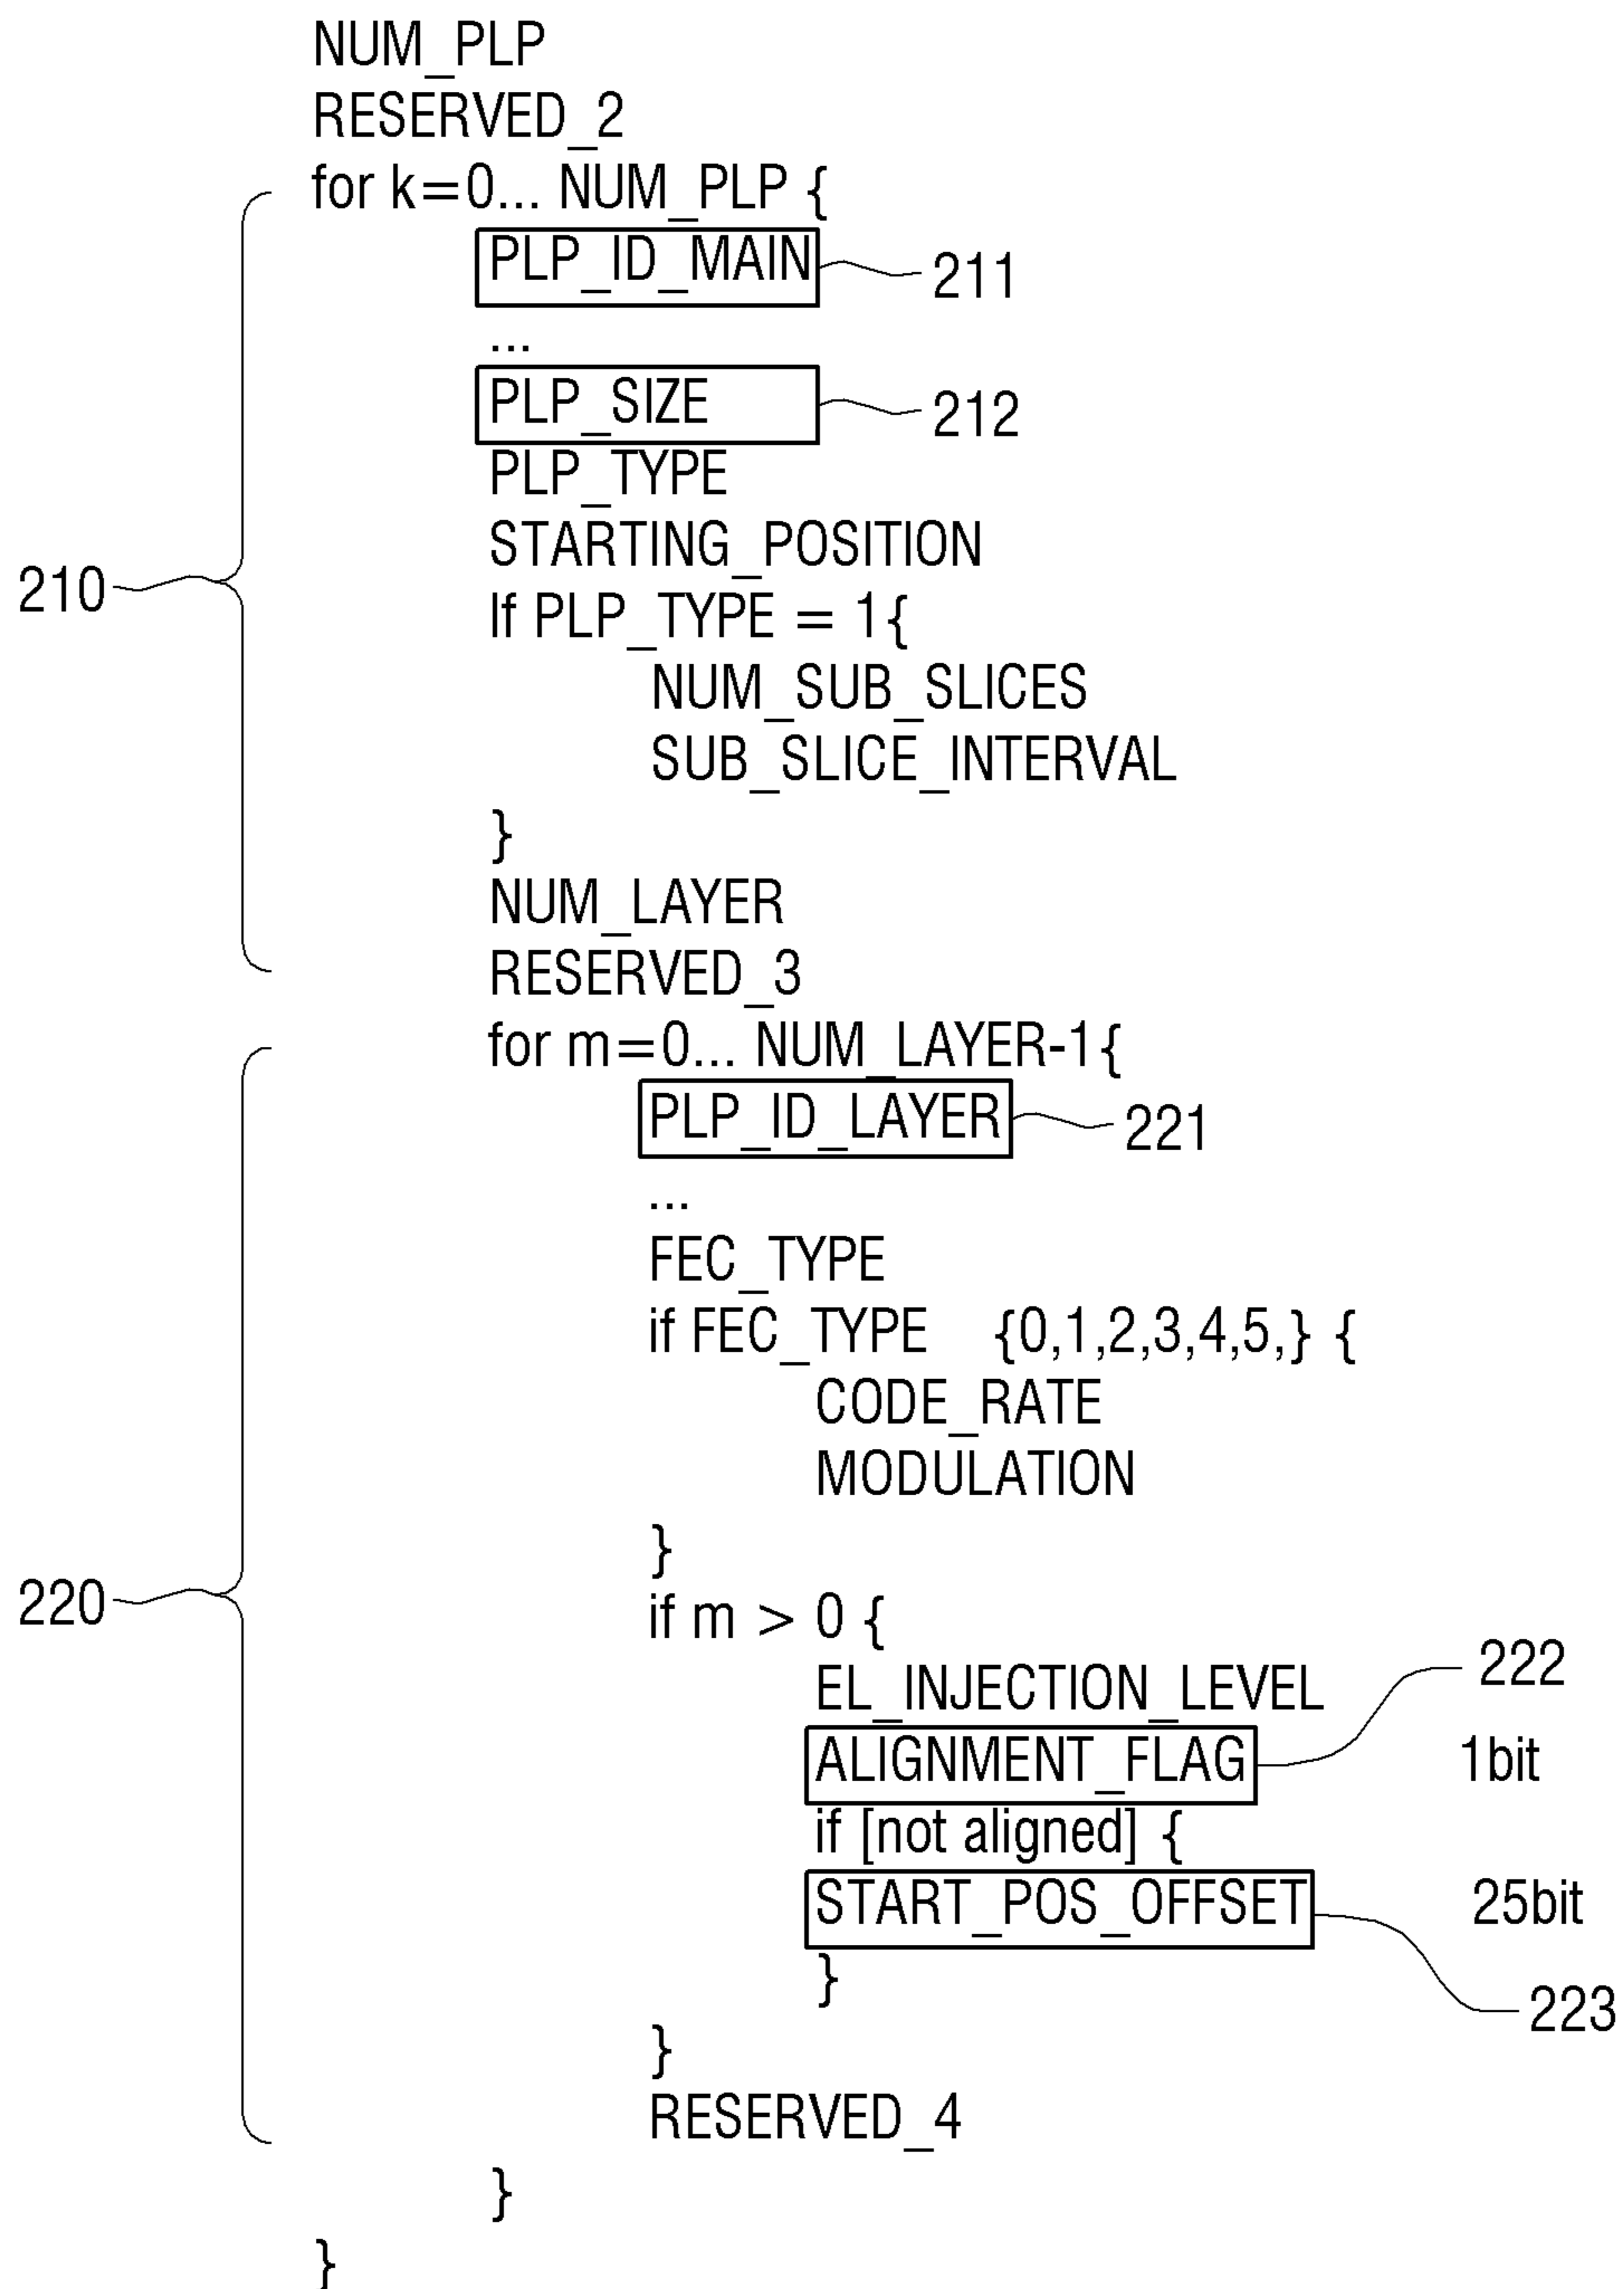 NUM_PLP
RESERVED_2
for k=0... NUM_PLP {
PLP_ID_MAIN 211
...
PLP_SIZE 212
PLP_TYPE
STARTING_POSITION
210
If PLP_TYPE = 1{
NUM_SUB_SLICES
SUB_SLICE_INTERVAL
}
NUM_LAYER
RESERVED_3
for m=0... NUM_LAYER-1{
PLP_ID_LAYER 221
...
FEC_TYPE
if FEC_TYPE {0,1,2,3,4,5,} {
CODE_RATE
MODULATION
}
220 if m > 0 {
EL_INJECTION_LEVEL 222
ALIGNMENT_FLAG 1bit
if [not aligned] {
START_POS_OFFSET 25bit
}
223
}
RESERVED_4
}
}